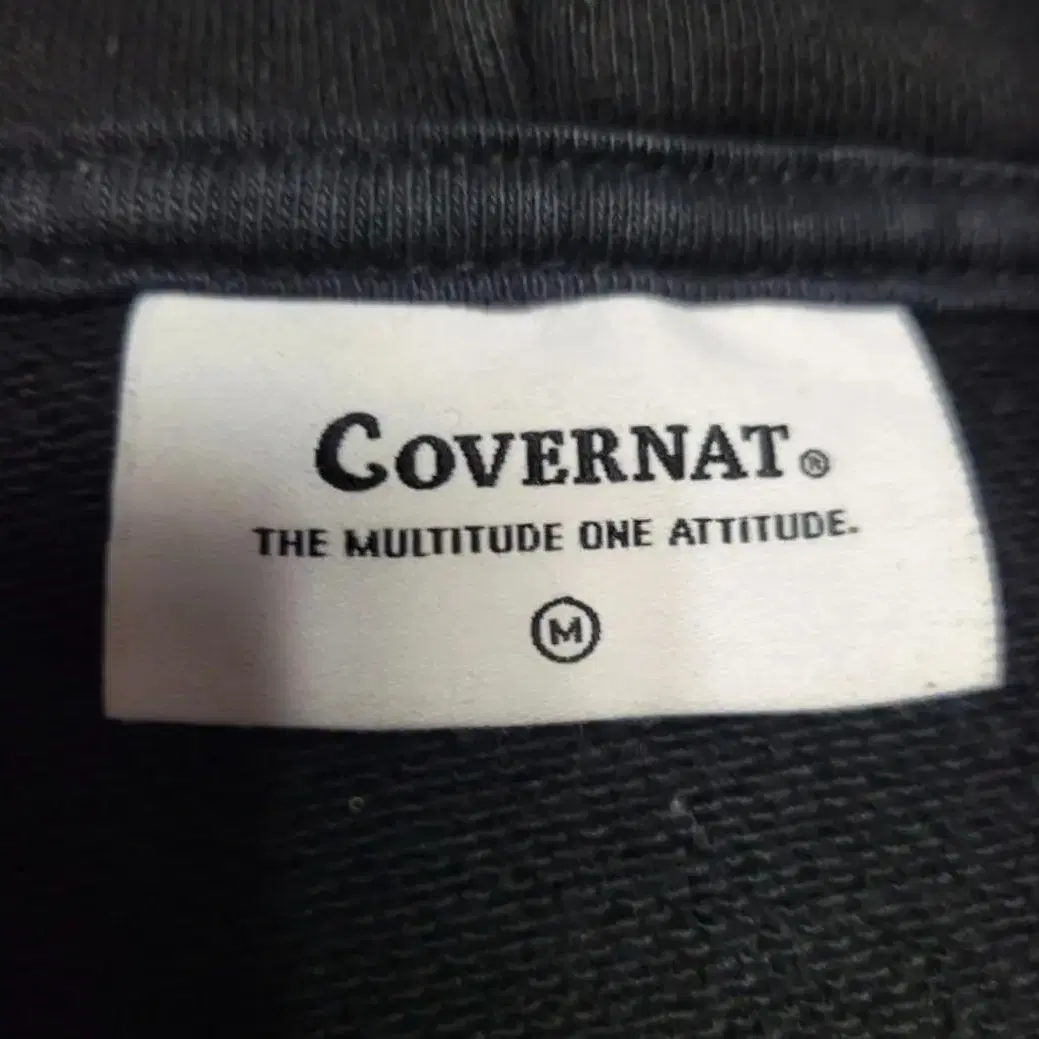 COVERNAT®
THE MULTITUDE ONE ATTITUDE.
M